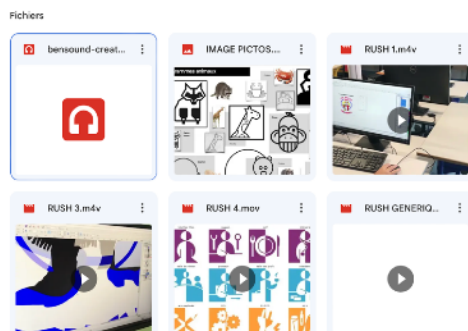 Fichiers
bensound-creat...
IMAGE PICTOS....
RUSH 1.m4v
RUSH 3.m4v
RUSH 4.mov
RUSH GENERIQ...